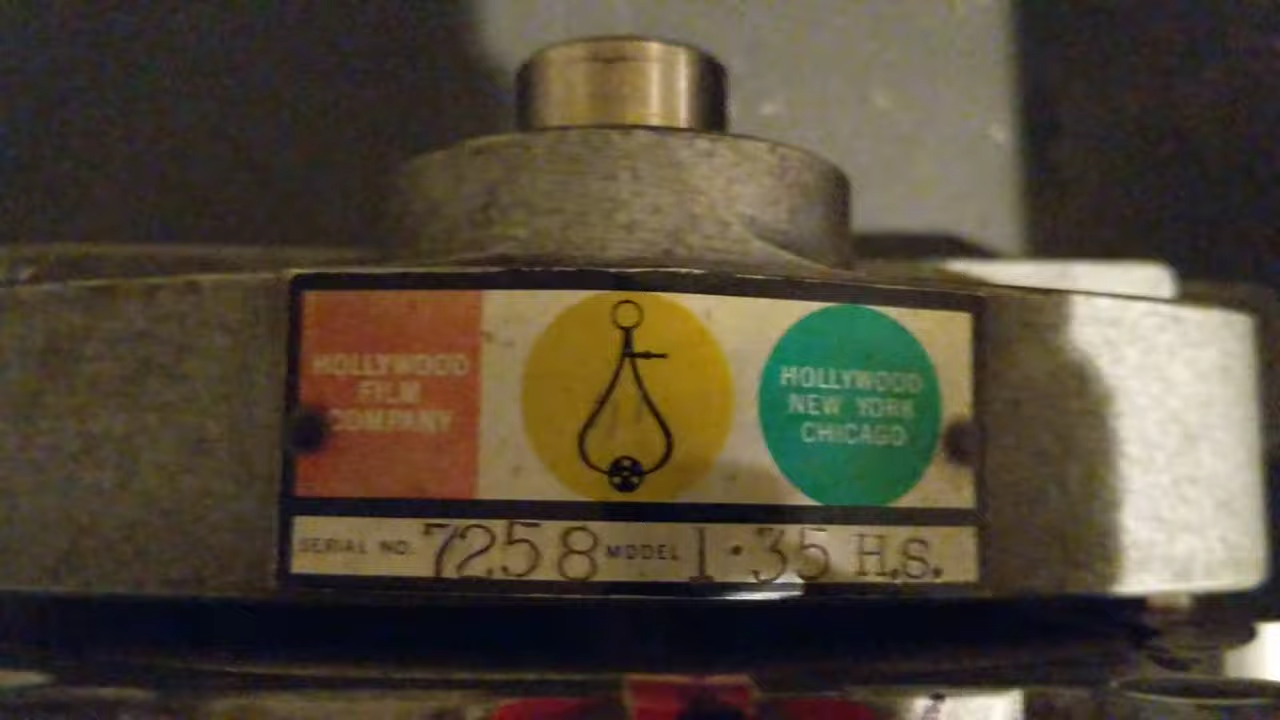 HOLLYWOOD
FILM
COMPANY
HOLLYWOOD
NEW YORK
CHICAGO
SERIAL NO. 7258 MODEL 1·35 H.S.